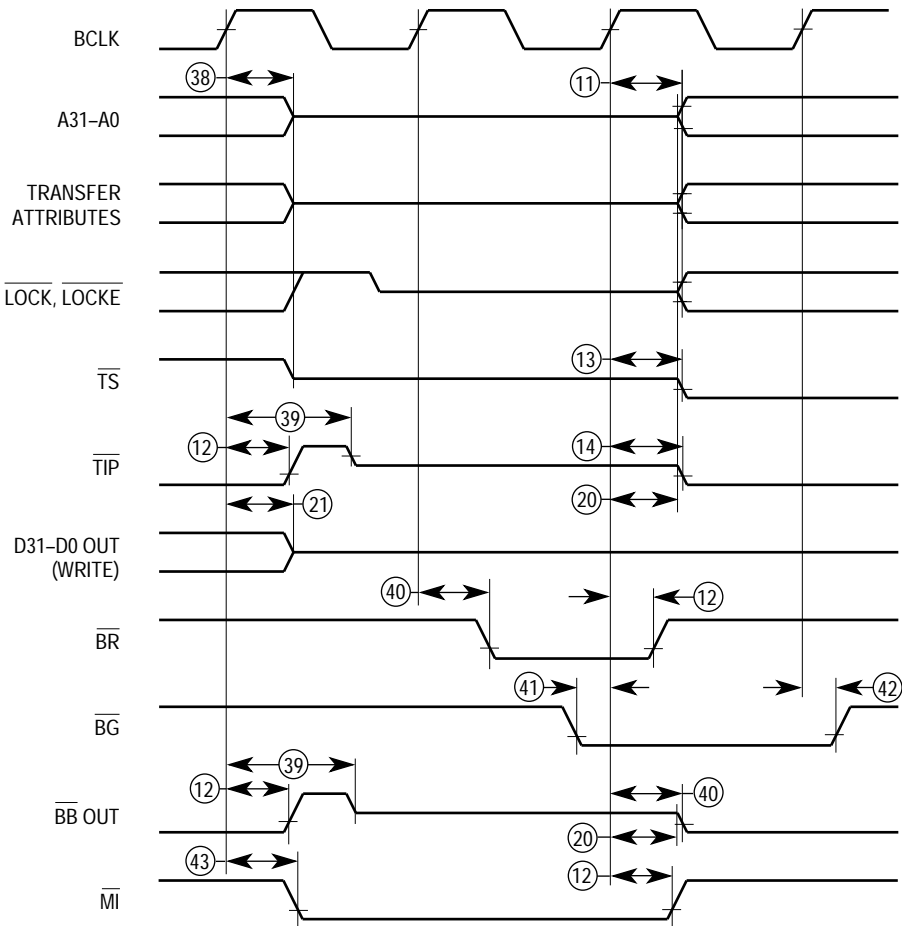 BCLK
38
11
A31–A0
TRANSFER
ATTRIBUTES
LOCK, LOCKE
13
TS
39
12
14
TIP
21
20
D31–D0 OUT
(WRITE)
40
12
BR
41
42
BG
39
12
40
BB OUT
20
43
12
MI